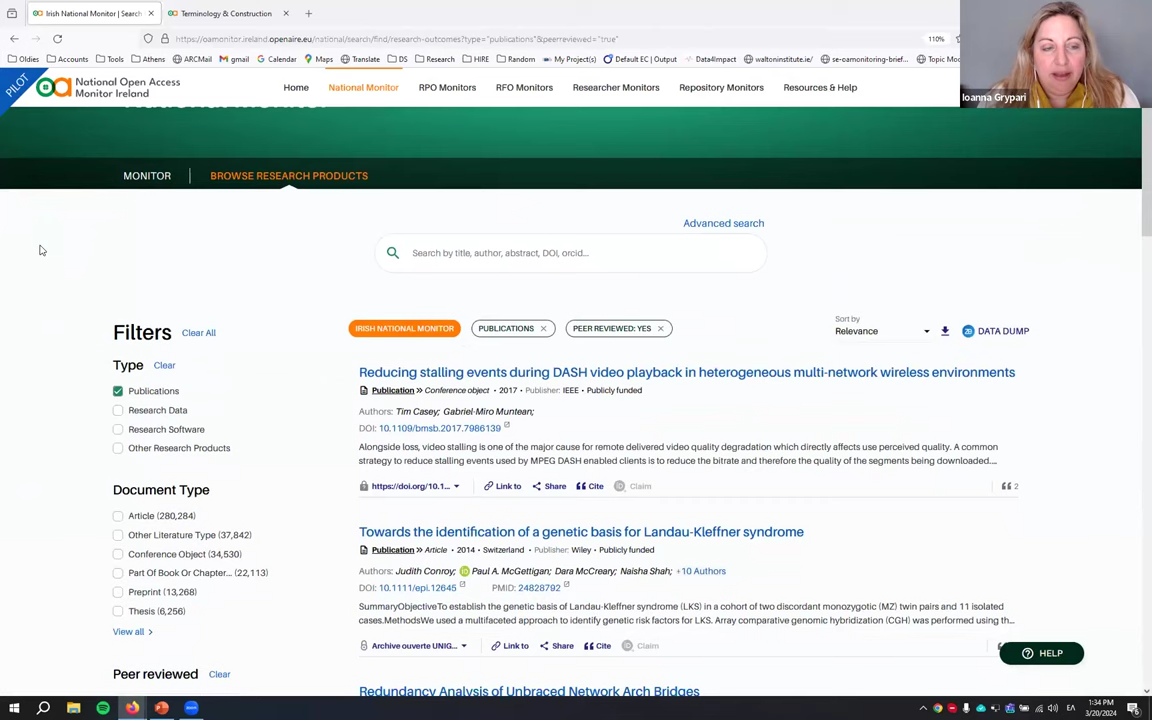 Irish National Monitor | Search
Terminology & Construction
https://oamonitor.ireland.openaire.eu/national/search/find/research-outcomes?type="publications"&peerreviewed="true"
110%
Oldies
Accounts
Tools
Athens
ARCMail
gmail
Calendar
Maps
Translate
DS
Research
HIRE
Random
My Project(s)
Default EC | Output
Data4Impact
waltoninstitute.ie/
se-oamonitoring-brief...
Topic Mod
Ioanna Grypari
PILOT
National Open Access
Monitor Ireland
Home
National Monitor
RPO Monitors
RFO Monitors
Researcher Monitors
Repository Monitors
Resources & Help
MONITOR
BROWSE RESEARCH PRODUCTS
Advanced search
Search by title, author, abstract, DOI, orcid...
Filters Clear All
Type Clear
Publications
Research Data
Research Software
Other Research Products
Document Type
Article (280,284)
Other Literature Type (37,842)
Conference Object (34,530)
Part Of Book Or Chapter... (22,113)
Preprint (13,268)
Thesis (6,256)
View all >
Peer reviewed Clear
IRISH NATIONAL MONITOR
PUBLICATIONS ×
PEER REVIEWED: YES ×
Sort by
Relevance
DATA DUMP
Reducing stalling events during DASH video playback in heterogeneous multi-network wireless environments
Publication » Conference object • 2017 • Publisher: IEEE • Publicly funded
Authors: Tim Casey; Gabriel-Miro Muntean;
DOI: 10.1109/bmsb.2017.7986139
Alongside loss, video stalling is one of the major cause for remote delivered video quality degradation which directly affects use perceived quality. A common
strategy to reduce stalling events used by MPEG DASH enabled clients is to reduce the bitrate and therefore the quality of the segments being downloaded....
https://doi.org/10.1... Link to Share Cite Claim 2
Towards the identification of a genetic basis for Landau-Kleffner syndrome
Publication » Article • 2014 • Switzerland • Publisher: Wiley • Publicly funded
Authors: Judith Conroy; Paul A. McGettigan; Dara McCreary; Naisha Shah; +10 Authors
DOI: 10.1111/epi.12645 PMID: 24828792
SummaryObjectiveTo establish the genetic basis of Landau-Kleffner syndrome (LKS) in a cohort of two discordant monozygotic (MZ) twin pairs and 11 isolated
cases.MethodsWe used a multifaceted approach to identify genetic risk factors for LKS. Array comparative genomic hybridization (CGH) was performed using th...
Archive ouverte UNIG... Link to Share Cite Claim
HELP
Redundancy Analysis of Unbraced Network Arch Bridges
ΕΛ
1:34 PM
3/20/2024